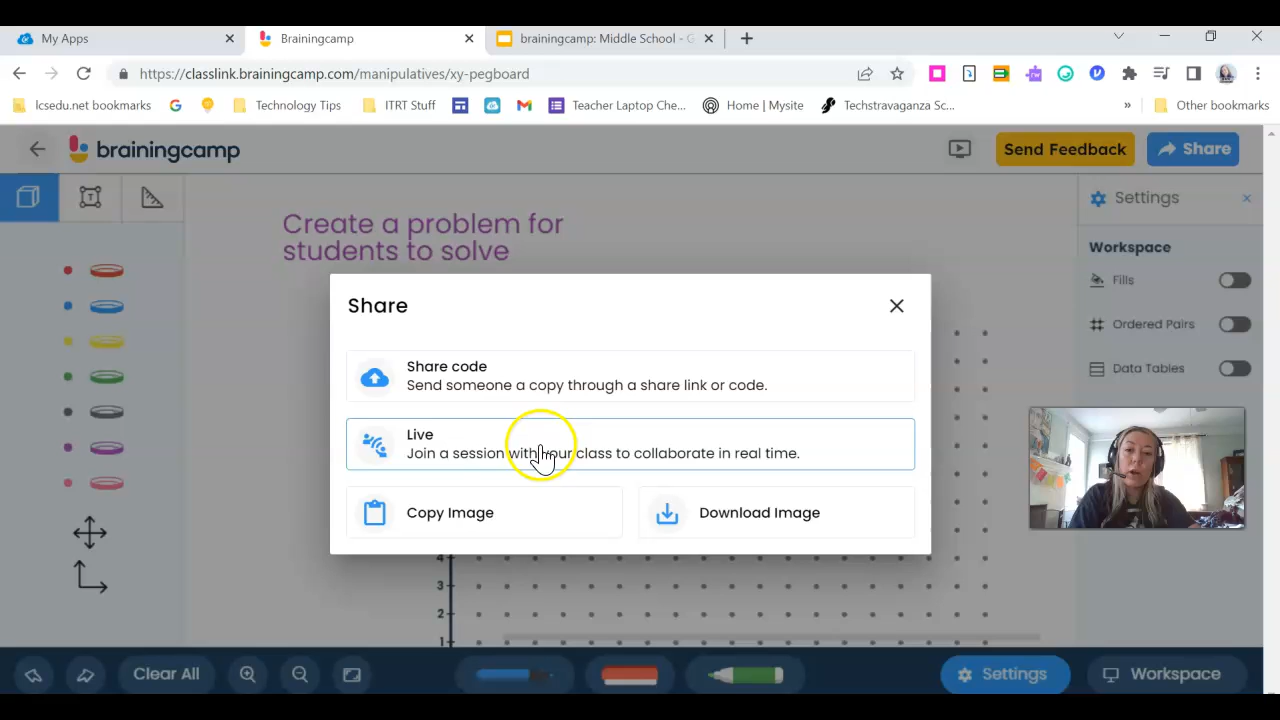 My Apps
Brainingcamp
brainingcamp: Middle School - G
https://classlink.brainingcamp.com/manipulatives/xy-pegboard
lcsedu.net bookmarks
Technology Tips
ITRT Stuff
Teacher Laptop Che...
Home | Mysite
Techstravaganza Sc...
»
Other bookmarks
brainingcamp
Send Feedback
Share
T
Settings
Create a problem for
students to solve
Workspace
Fills
Ordered Pairs
Data Tables
Share
Share code
Send someone a copy through a share link or code.
Live
Join a session with your class to collaborate in real time.
Copy Image
Download Image
4
3
2
1
Clear All
Settings
Workspace